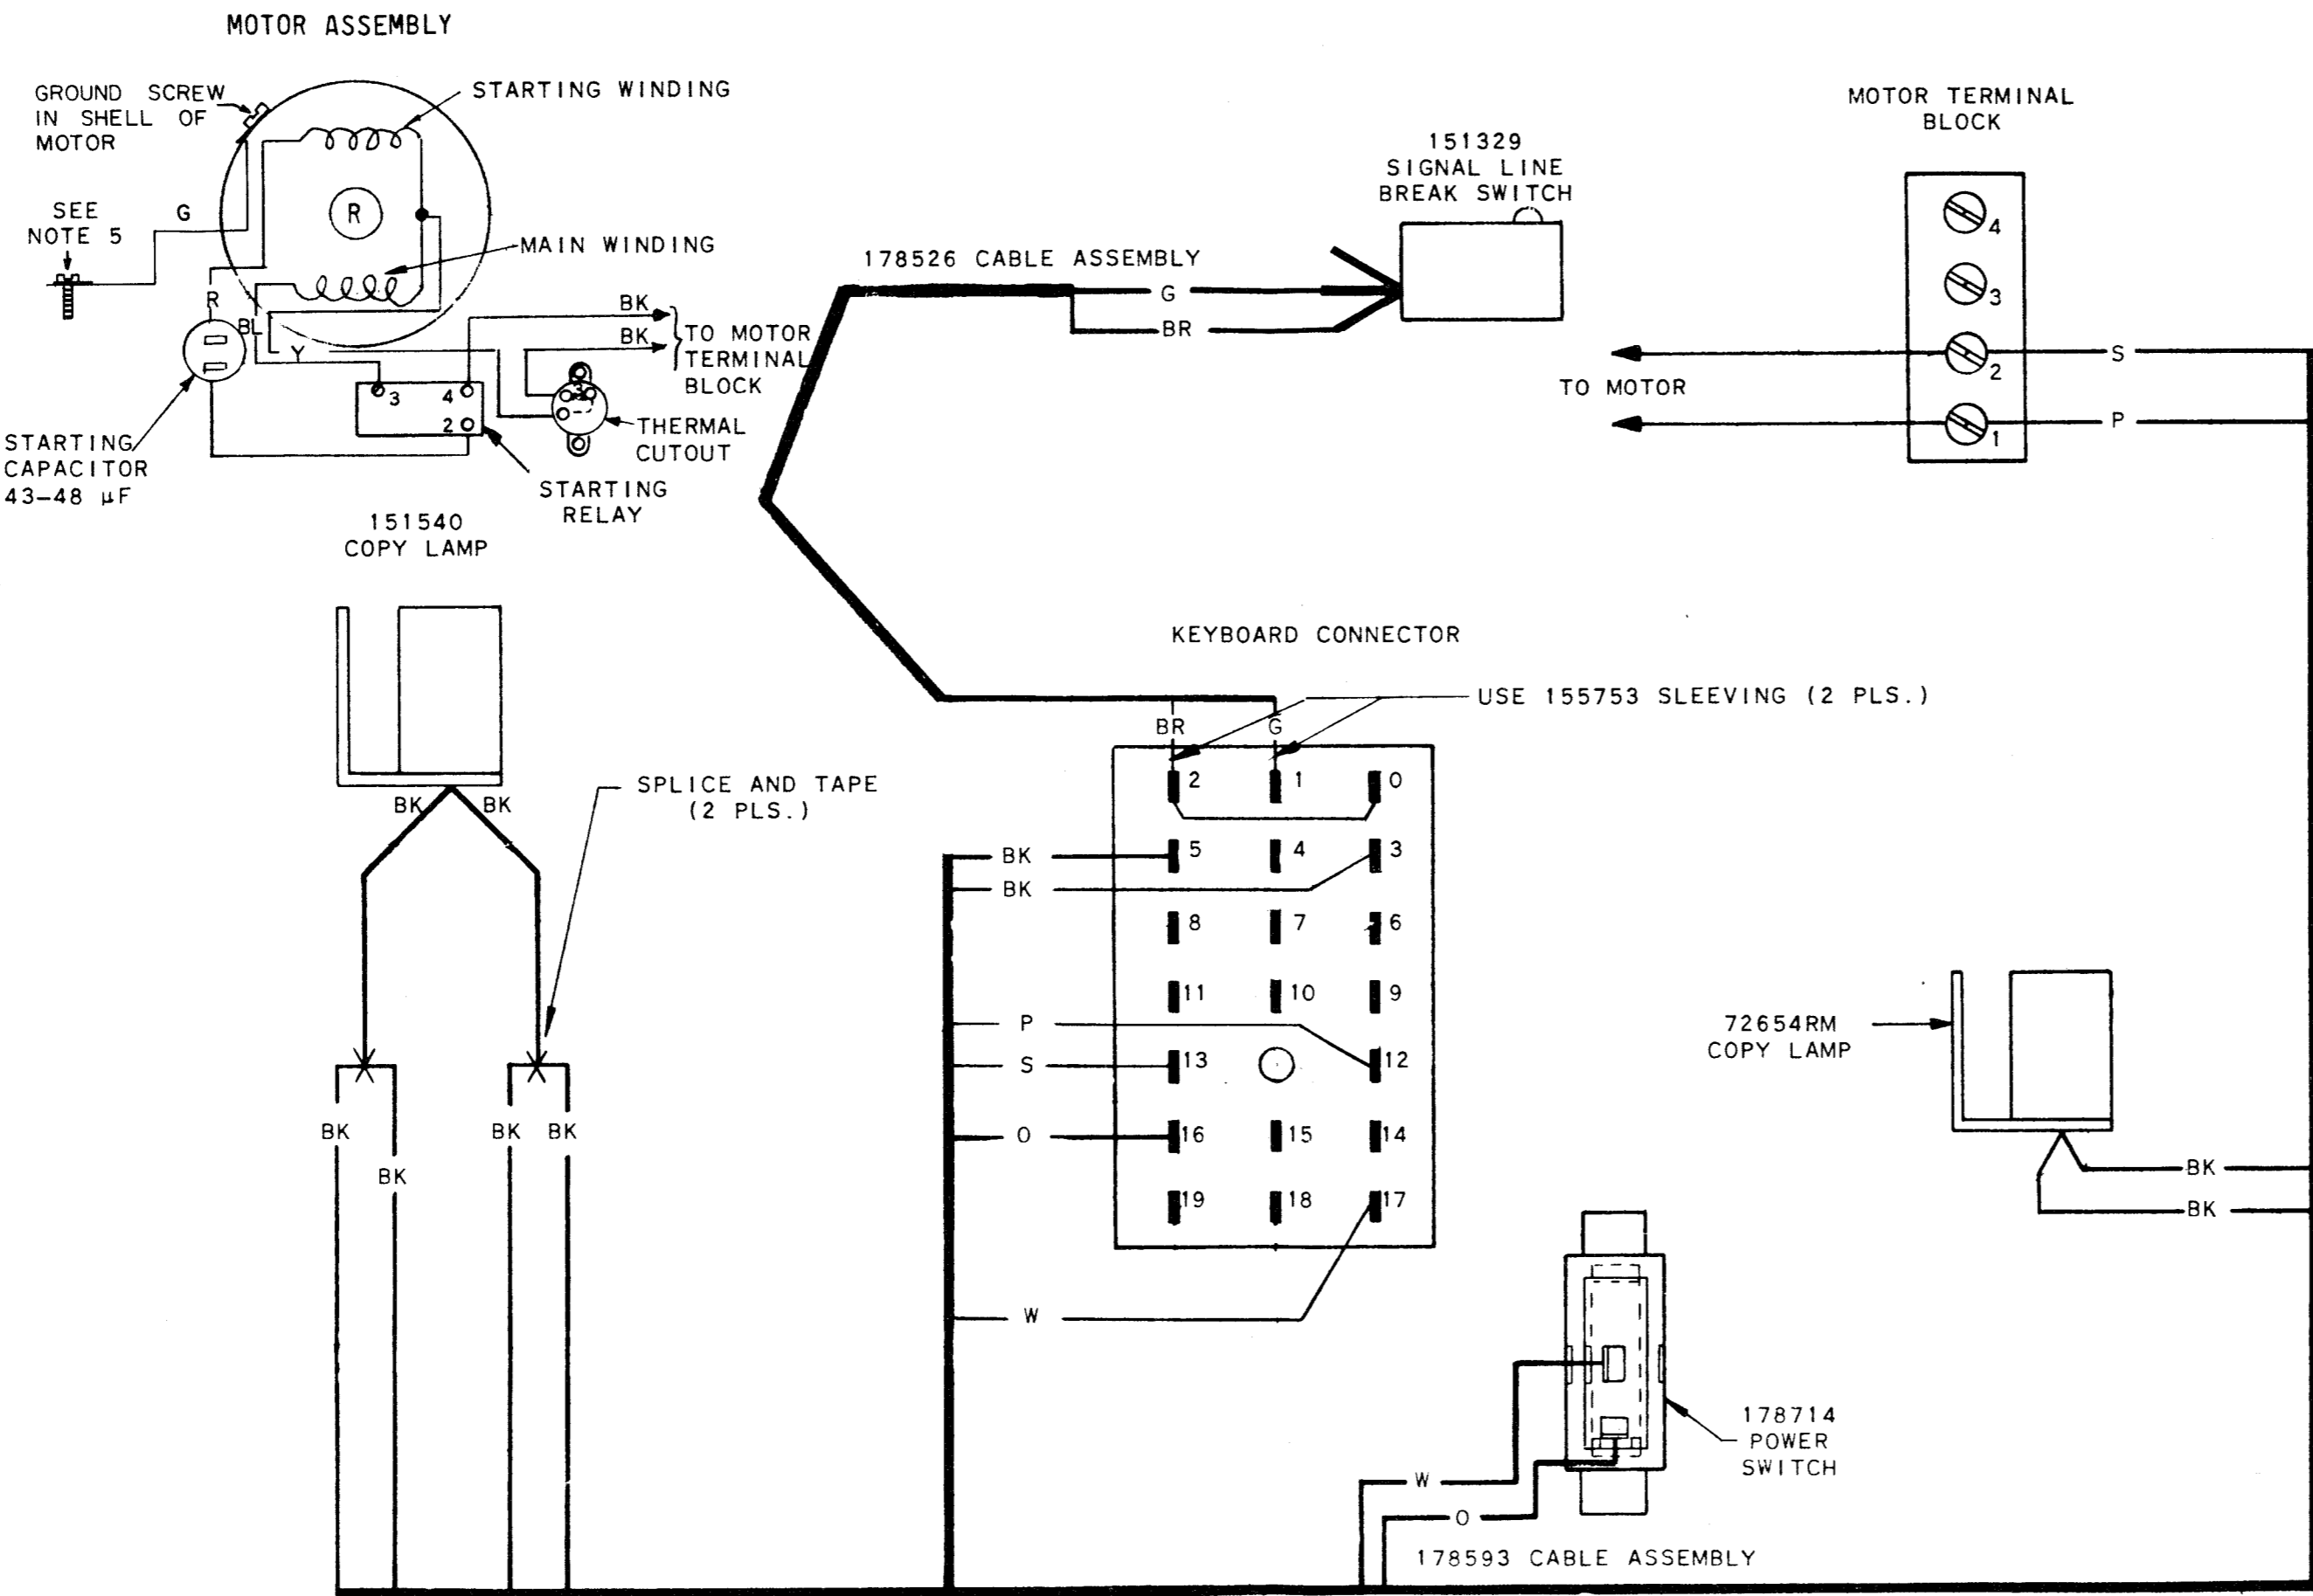 MOTOR ASSEMBLY
GROUND SCREW
IN SHELL OF
MOTOR
STARTING WINDING
SEE
NOTE 5
G
R
MAIN WINDING
R
BL
Y
BK
BK
TO MOTOR
TERMINAL
BLOCK
3
4
2
THERMAL
CUTOUT
STARTING
CAPACITOR
43-48 µF
STARTING
RELAY
151329
SIGNAL LINE
BREAK SWITCH
178526 CABLE ASSEMBLY
G
BR
MOTOR TERMINAL
BLOCK
4
3
2
1
S
P
TO MOTOR
151540
COPY LAMP
BK
BK
SPLICE AND TAPE
(2 PLS.)
BK
BK
BK
BK
KEYBOARD CONNECTOR
USE 155753 SLEEVING (2 PLS.)
BR
G
2
1
0
BK
5
4
3
BK
8
7
6
11
10
9
P
S
13
12
O
16
15
14
19
18
17
W
72654RM
COPY LAMP
BK
BK
178714
POWER
SWITCH
W
O
178593 CABLE ASSEMBLY